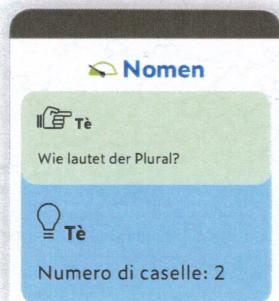 Nomen
Tè
Wie lautet der Plural?
Tè
Numero di caselle: 2